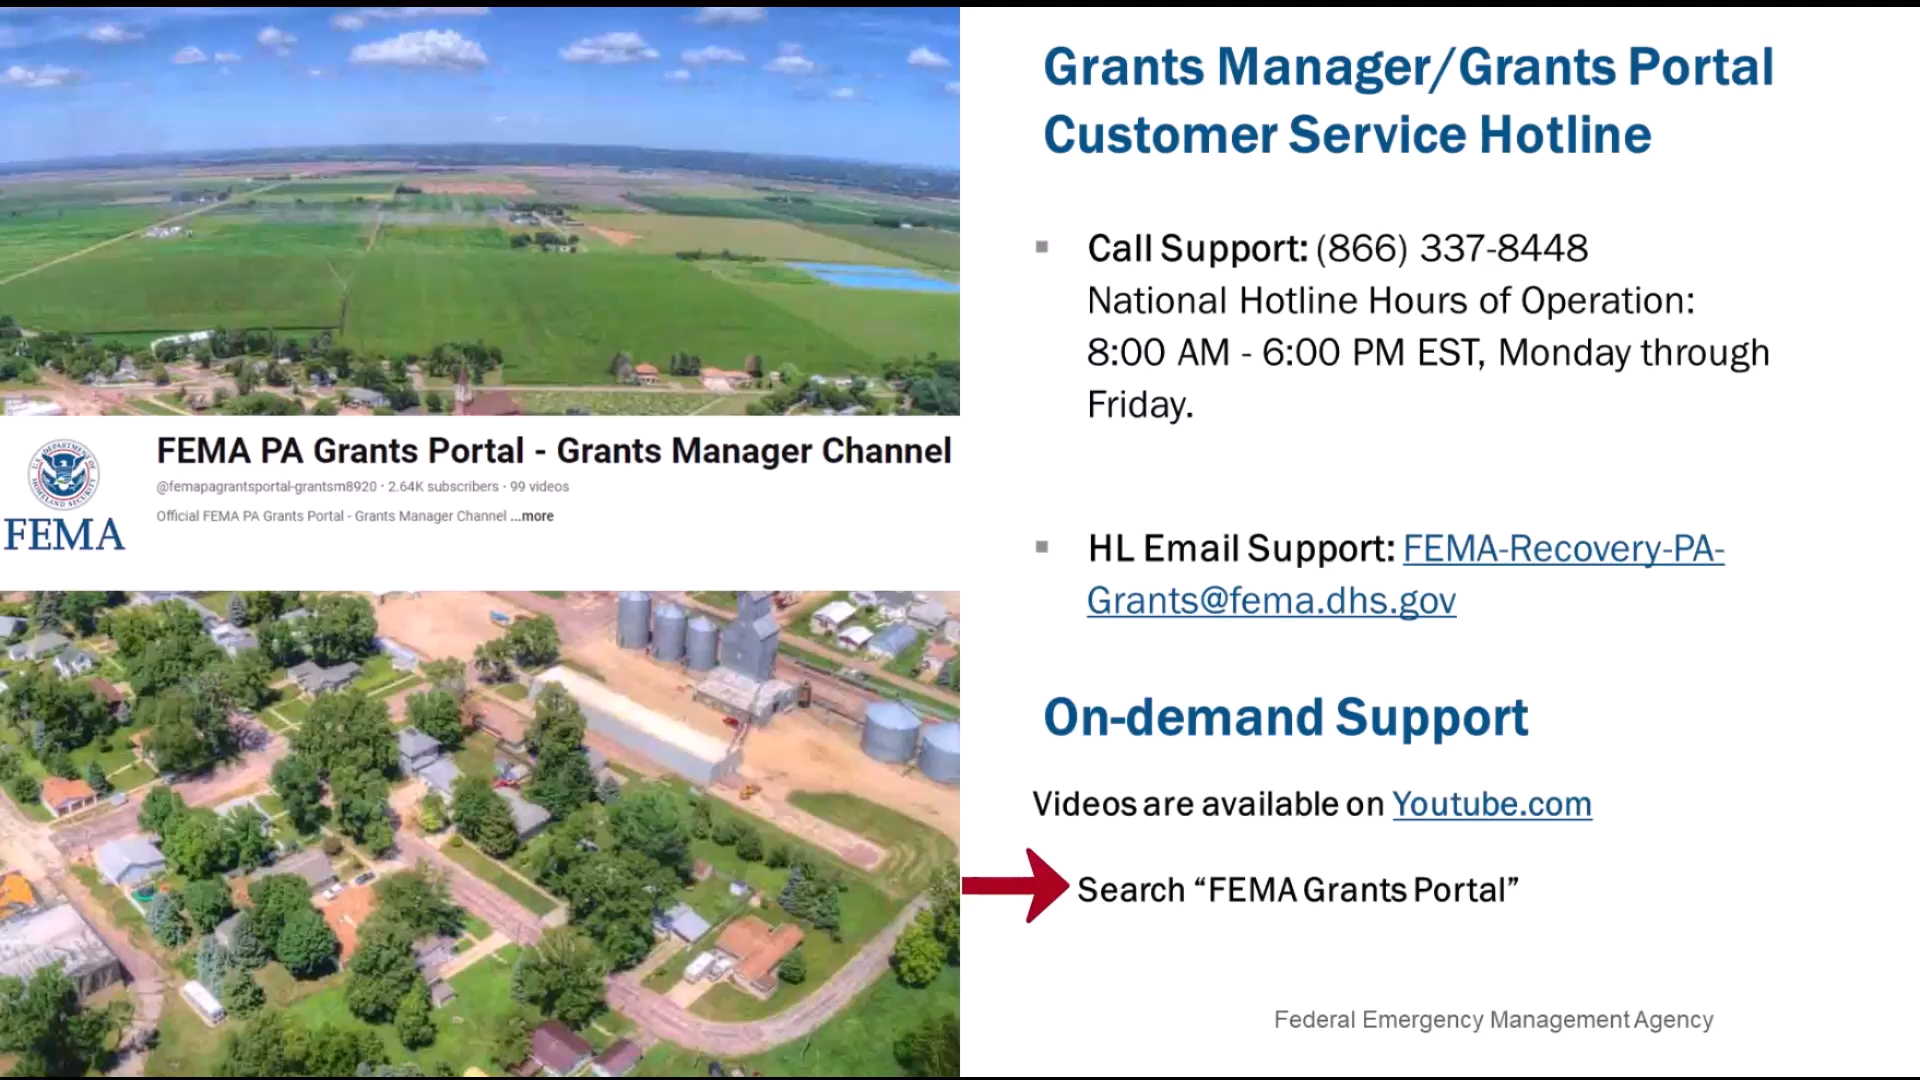 Grants Manager/Grants Portal
Customer Service Hotline
▪ Call Support: (866) 337-8448
National Hotline Hours of Operation:
8:00 AM - 6:00 PM EST, Monday through
Friday.
FEMA PA Grants Portal - Grants Manager Channel
@femapagrantsportal-grantsm8920 · 2.64K subscribers · 99 videos
Official FEMA PA Grants Portal - Grants Manager Channel ...more
U.S. DEPARTMENT OF
HOMELAND SECURITY
FEMA
▪ HL Email Support: FEMA-Recovery-PA-
Grants@fema.dhs.gov
On-demand Support
Videos are available on Youtube.com
Search “FEMA Grants Portal”
Federal Emergency Management Agency